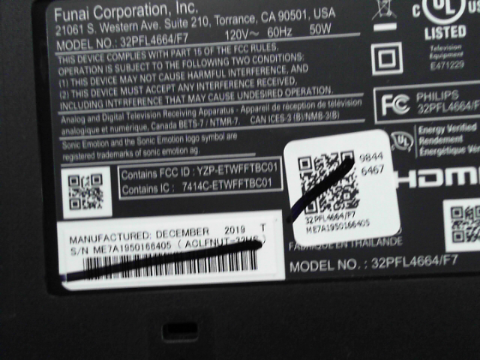 Funai Corporation, Inc.
21061 S. Western Ave. Suite 210, Torrance, CA 90501, USA
MODEL NO.: 32PFL4664/F7 120V~ 60Hz 50W
THIS DEVICE COMPLIES WITH PART 15 OF THE FCC RULES.
OPERATION IS SUBJECT TO THE FOLLOWING TWO CONDITIONS:
(1) THIS DEVICE MAY NOT CAUSE HARMFUL INTERFERENCE, AND
(2) THIS DEVICE MUST ACCEPT ANY INTERFERENCE RECEIVED,
INCLUDING INTERFERENCE THAT MAY CAUSE UNDESIRED OPERATION.
Analog and Digital Television Receiving Apparatus - Appareil de réception de télévision
analogique et numérique, Canada BETS-7 / NTMR-7, CAN ICES-3 (B)/NMB-3(B)
Sonic Emotion and the Sonic Emotion logo symbol are
registered trademarks of sonic emotion ag
Contains FCC ID : YZP-ETWFFTBC01
Contains IC : 7414C-ETWFFTBC01
MANUFACTURED: DECEMBER 2019 T
S/N ME7A1950166405
C UL US
LISTED
Television
Equipment
E471229
FC PHILIPS
32PFL4664/F7
UL Energy Verified
Rendement
Énergétique
9844
6467
32PFL4664/F7
ME7A1950166405
HDMI
FABRIQUÉ EN THAÏLANDE
MODEL NO. : 32PFL4664/F7